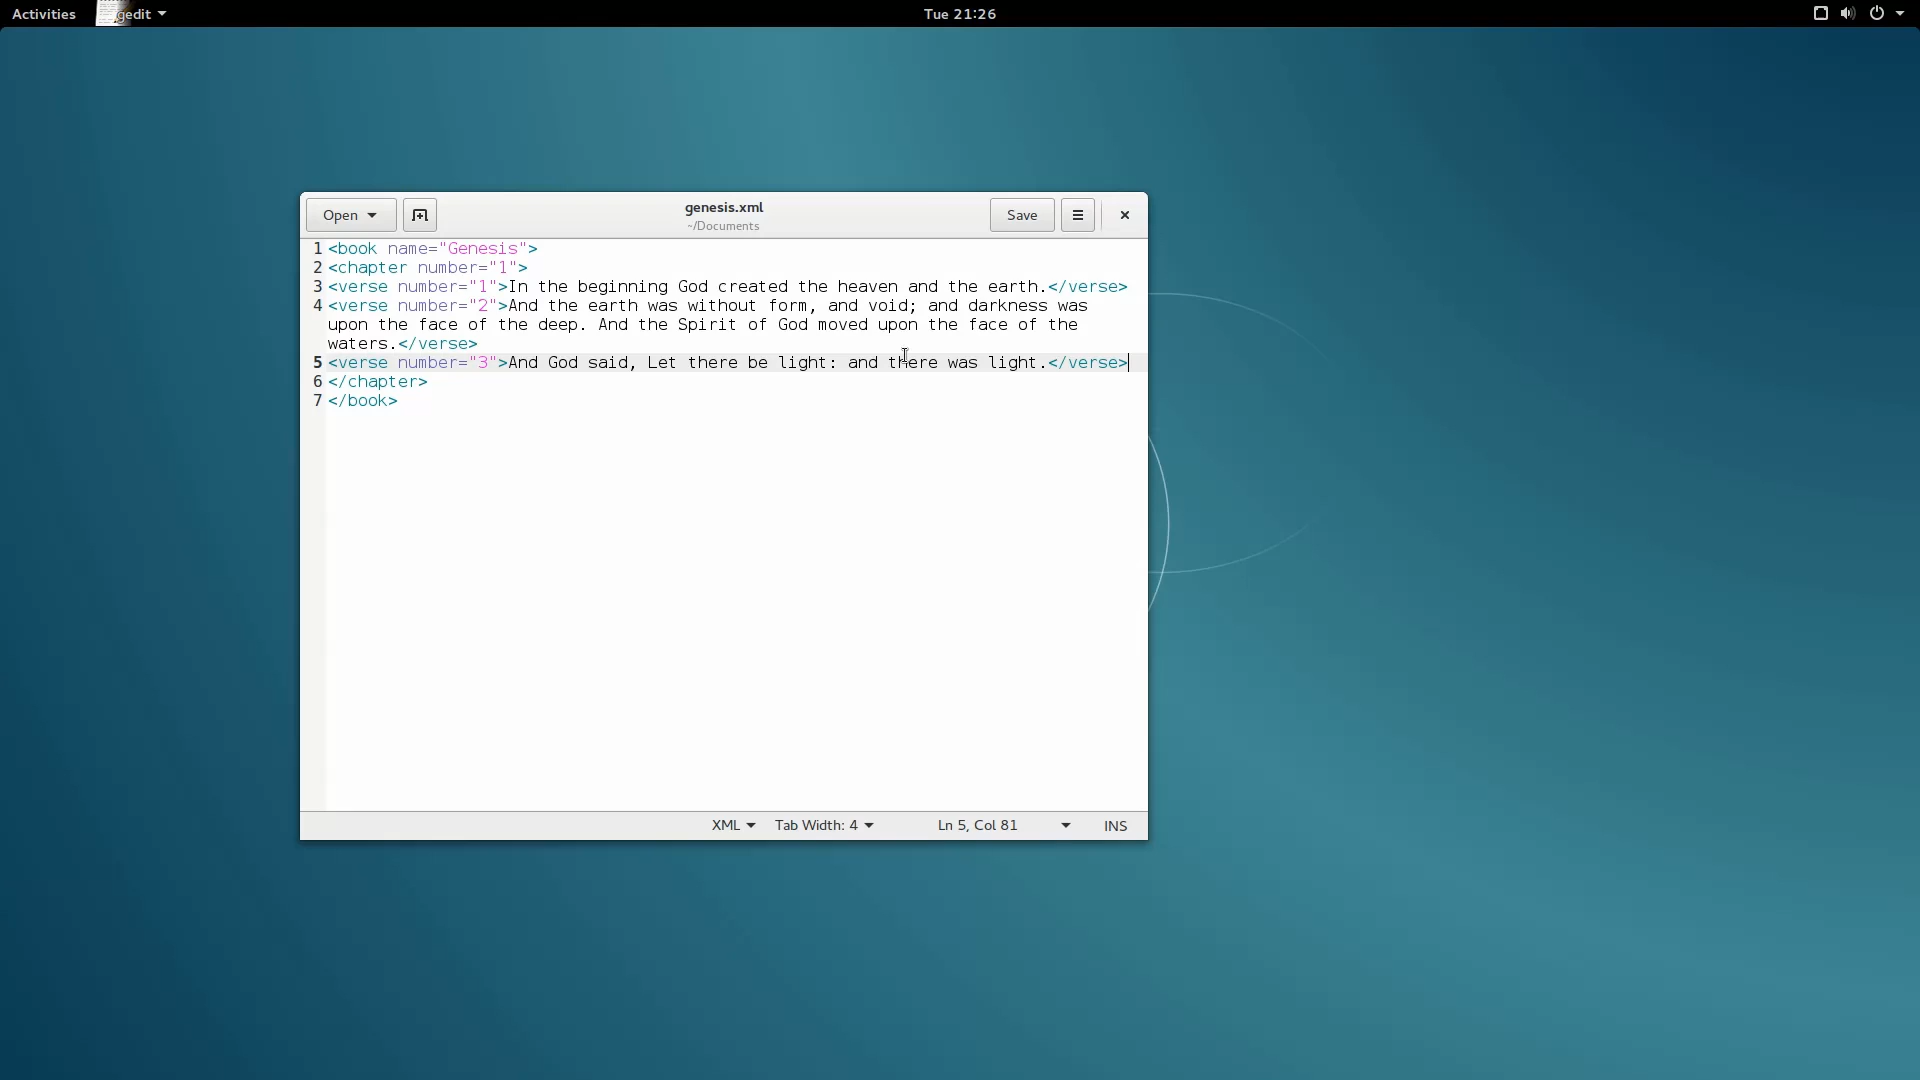 Activities gedit Tue 21:26
Open genesis.xml Save
~/Documents
1 <book name="Genesis">
2 <chapter number="1">
3 <verse number="1">In the beginning God created the heaven and the earth.</verse>
4 <verse number="2">And the earth was without form, and void; and darkness was
upon the face of the deep. And the Spirit of God moved upon the face of the
waters.</verse>
5 <verse number="3">And God said, Let there be light: and there was light.</verse>
6 </chapter>
7 </book>
XML Tab Width: 4 Ln 5, Col 81 INS